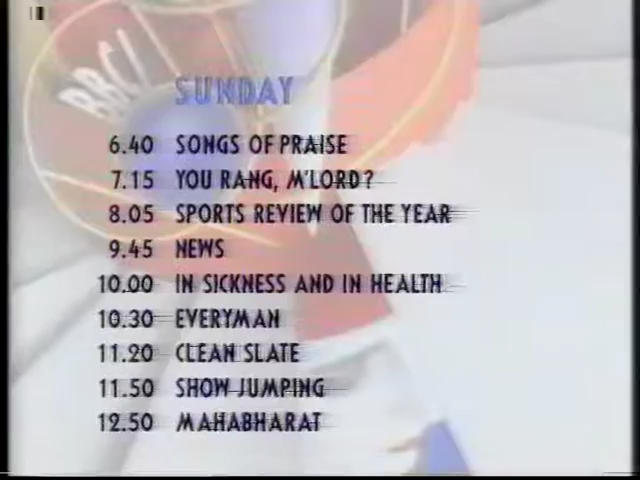 BBC1
SUNDAY
6.40 SONGS OF PRAISE
7.15 YOU RANG, M'LORD?
8.05 SPORTS REVIEW OF THE YEAR
9.45 NEWS
10.00 IN SICKNESS AND IN HEALTH
10.30 EVERYMAN
11.20 CLEAN SLATE
11.50 SHOW JUMPING
12.50 MAHABHARAT